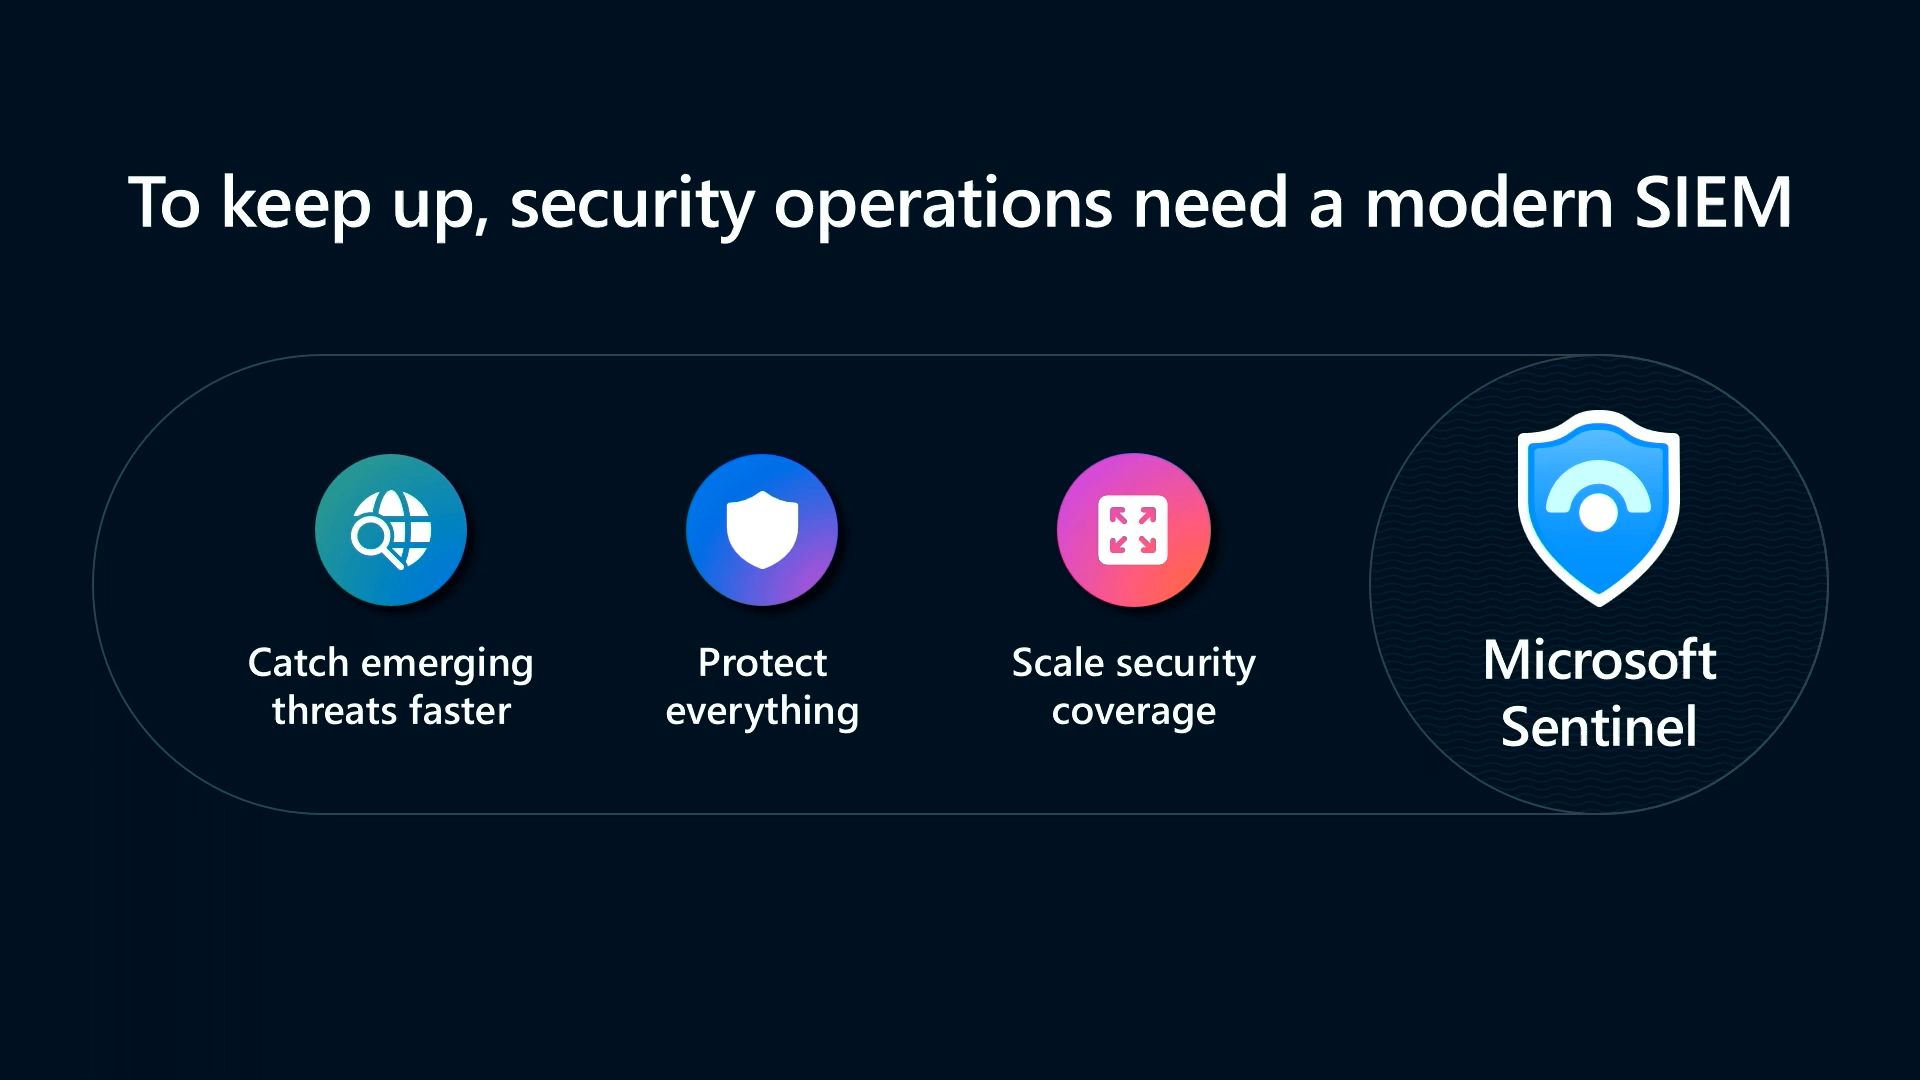 To keep up, security operations need a modern SIEM
Catch emerging
threats faster
Protect
everything
Scale security
coverage
Microsoft
Sentinel